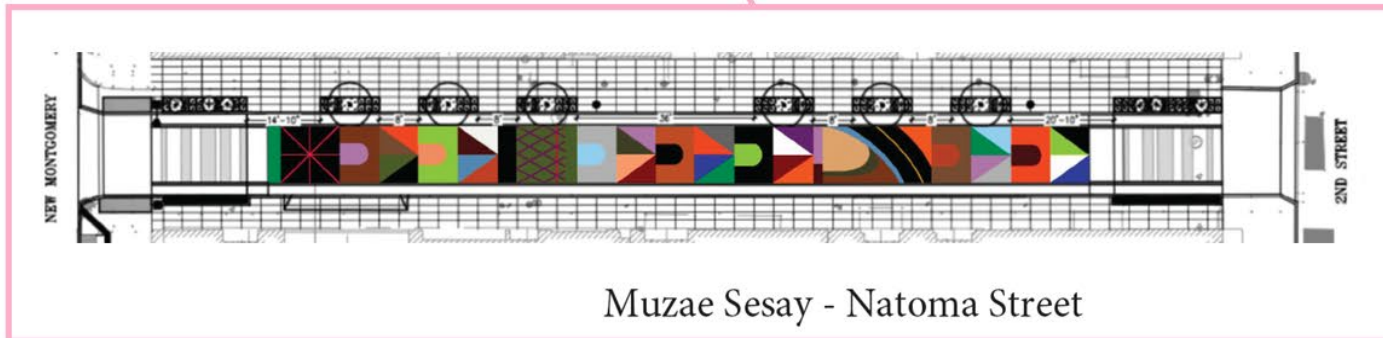 NEW MONTGOMERY
14'-10"
8'
8'
36'
8'
8'
20'-10"
2ND STREET
Muzae Sesay - Natoma Street